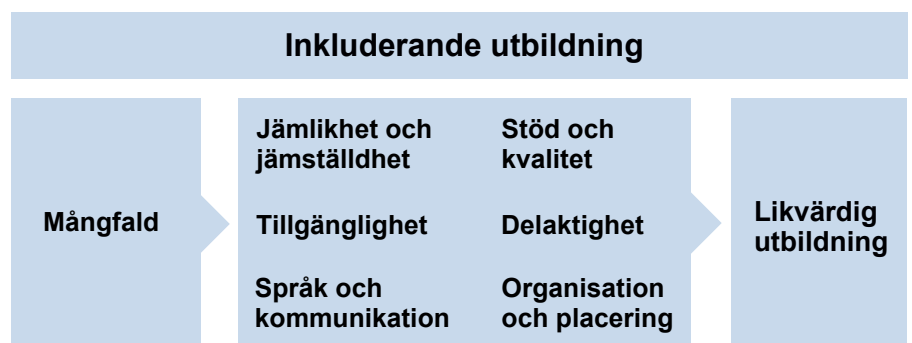 Inkluderande utbildning
Mångfald
Jämlikhet och
jämställdhet
Tillgänglighet
Språk och
kommunikation
Stöd och
kvalitet
Delaktighet
Organisation
och placering
Likvärdig
utbildning